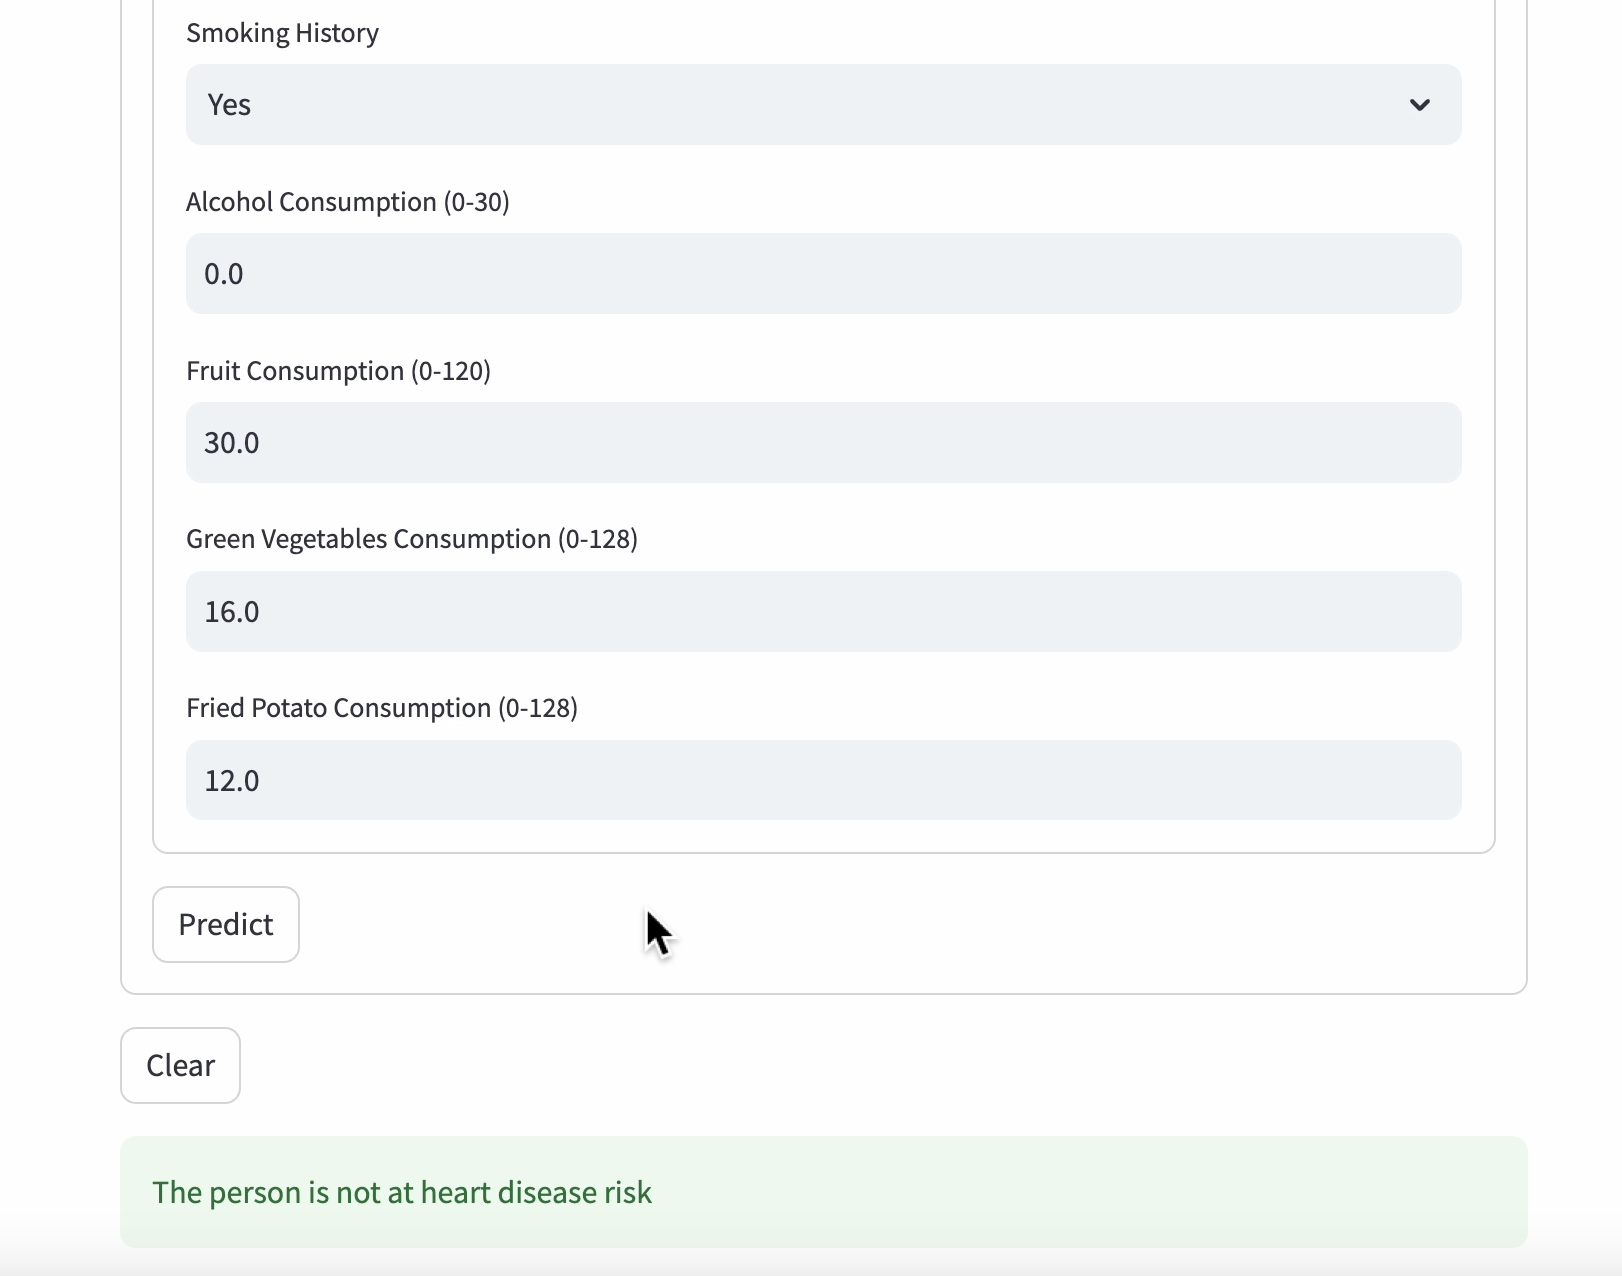 Smoking History
Yes
Alcohol Consumption (0-30)
0.0
Fruit Consumption (0-120)
30.0
Green Vegetables Consumption (0-128)
16.0
Fried Potato Consumption (0-128)
12.0
Predict
Clear
The person is not at heart disease risk